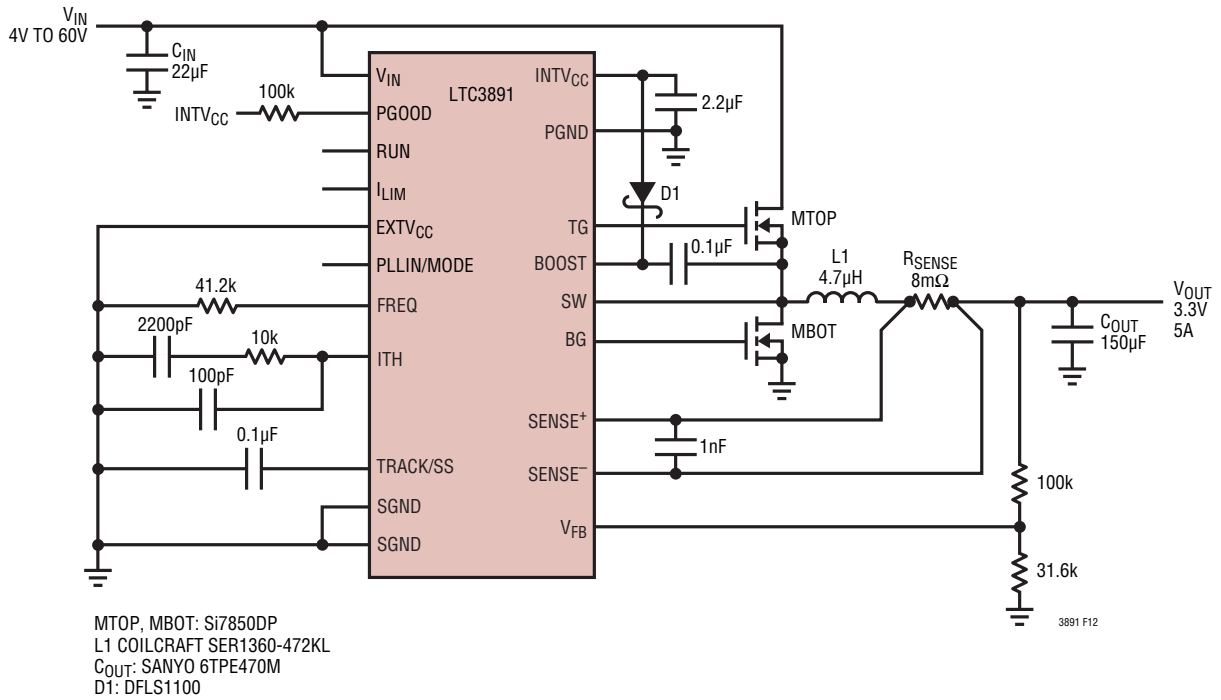 VIN
4V TO 60V
CIN
22µF
100k
INTVCC
VIN
PGOOD
RUN
ILIM
EXTVCC
PLLIN/MODE
FREQ
ITH
TRACK/SS
SGND
SGND
LTC3891
INTVCC
PGND
TG
BOOST
SW
BG
SENSE+
SENSE–
VFB
41.2k
2200pF
10k
100pF
0.1µF
2.2µF
D1
0.1µF
MTOP
MBOT
L1
4.7µH
RSENSE
8mΩ
VOUT
3.3V
5A
COUT
150µF
1nF
100k
31.6k
3891 F12
MTOP, MBOT: Si7850DP
L1 COILCRAFT SER1360-472KL
COUT: SANYO 6TPE470M
D1: DFLS1100